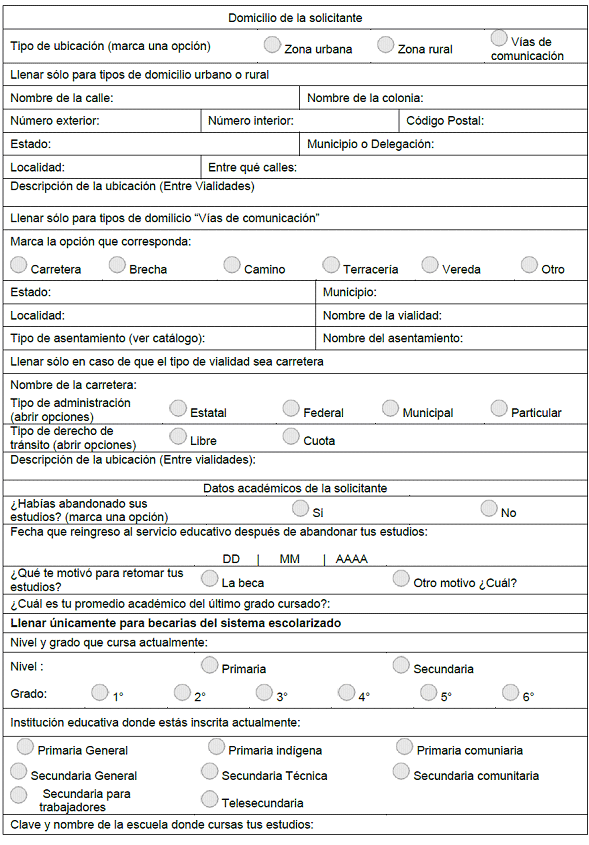 Domicilio de la solicitante
Tipo de ubicación (marca una opción) Zona urbana Zona rural Vías de comunicación
Llenar sólo para tipos de domicilio urbano o rural
Nombre de la calle: Nombre de la colonia:
Número exterior: Número interior: Código Postal:
Estado: Municipio o Delegación:
Localidad: Entre qué calles:
Descripción de la ubicación (Entre Vialidades)
Llenar sólo para tipos de domilicio “Vías de comunicación”
Marca la opción que corresponda:
Carretera Brecha Camino Terracería Vereda Otro
Estado: Municipio:
Localidad: Nombre de la vialidad:
Tipo de asentamiento (ver catálogo): Nombre del asentamiento:
Llenar sólo en caso de que el tipo de vialidad sea carretera
Nombre de la carretera:
Tipo de administración
(abrir opciones) Estatal Federal Municipal Particular
Tipo de derecho de
tránsito (abrir opciones) Libre Cuota
Descripción de la ubicación (Entre vialidades):
Datos académicos de la solicitante
¿Habías abandonado sus
estudios? (marca una opción) Si No
Fecha que reingreso al servicio educativo después de abandonar tus estudios:
DD | MM | AAAA
¿Qué te motivó para retomar tus
estudios? La beca Otro motivo ¿Cuál?
¿Cuál es tu promedio académico del último grado cursado?:
Llenar únicamente para becarias del sistema escolarizado
Nivel y grado que cursa actualmente:
Nivel : Primaria Secundaria
Grado: 1° 2° 3° 4° 5° 6°
Institución educativa donde estás inscrita actualmente:
Primaria General Primaria indígena Primaria comuniaria
Secundaria General Secundaria Técnica Secundaria comunitaria
Secundaria para
trabajadores Telesecundaria
Clave y nombre de la escuela donde cursas tus estudios: